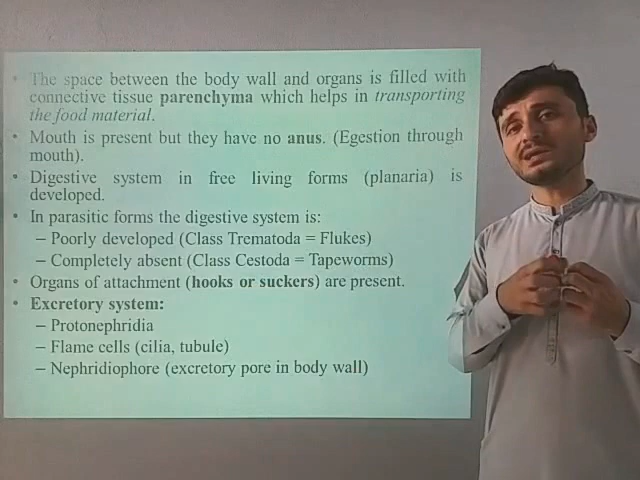 • The space between the body wall and organs is filled with
connective tissue parenchyma which helps in transporting
the food material.
• Mouth is present but they have no anus. (Egestion through
mouth).
• Digestive system in free living forms (planaria) is
developed.
• In parasitic forms the digestive system is:
– Poorly developed (Class Trematoda = Flukes)
– Completely absent (Class Cestoda = Tapeworms)
• Organs of attachment (hooks or suckers) are present.
• Excretory system:
– Protonephridia
– Flame cells (cilia, tubule)
– Nephridiophore (excretory pore in body wall)